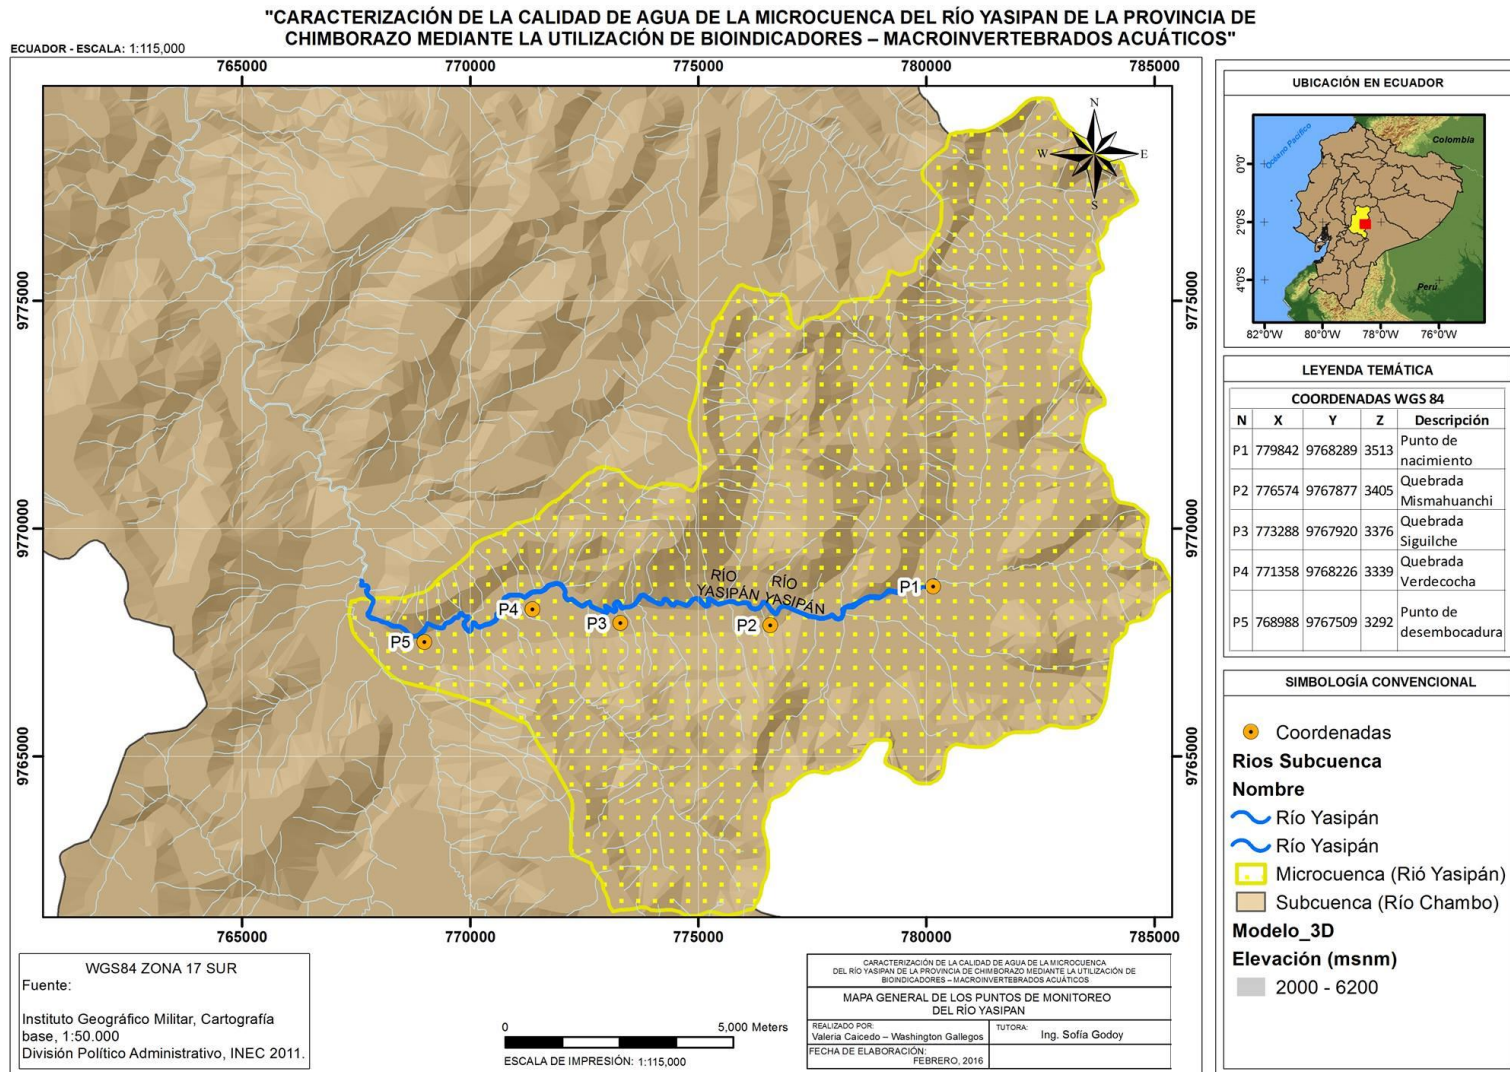 "CARACTERIZACIÓN DE LA CALIDAD DE AGUA DE LA MICROCUENCA DEL RÍO YASIPAN DE LA PROVINCIA DE
CHIMBORAZO MEDIANTE LA UTILIZACIÓN DE BIOINDICADORES – MACROINVERTEBRADOS ACUÁTICOS"
ECUADOR - ESCALA: 1:115,000
765000 770000 775000 780000 785000
N
W E
S
9775000 9775000
9770000 9770000
9765000 9765000
RÍO
YASIPÁN
RÍO
YASIPÁN
P1
P2
P3
P4
P5
765000 770000 775000 780000 785000
UBICACIÓN EN ECUADOR
Océano Pacífico
Colombia
Perú
0°0'
2°0'S
4°0'S
82°0'W 80°0'W 78°0'W 76°0'W
LEYENDA TEMÁTICA
COORDENADAS WGS 84
N X Y Z Descripción
P1 779842 9768289 3513 Punto de
nacimiento
P2 776574 9767877 3405 Quebrada
Mismahuanchi
P3 773288 9767920 3376 Quebrada
Siguilche
P4 771358 9768226 3339 Quebrada
Verdecocha
P5 768988 9767509 3292 Punto de
desembocadura
SIMBOLOGÍA CONVENCIONAL
Coordenadas
Rios Subcuenca
Nombre
Río Yasipán
Río Yasipán
Microcuenca (Rió Yasipán)
Subcuenca (Río Chambo)
Modelo_3D
Elevación (msnm)
2000 - 6200
WGS84 ZONA 17 SUR
Fuente:
Instituto Geográfico Militar, Cartografía
base, 1:50.000
División Político Administrativo, INEC 2011.
0 5,000 Meters
ESCALA DE IMPRESIÓN: 1:115,000
CARACTERIZACIÓN DE LA CALIDAD DE AGUA DE LA MICROCUENCA
DEL RÍO YASIPAN DE LA PROVINCIA DE CHIMBORAZO MEDIANTE LA UTILIZACIÓN DE
BIOINDICADORES – MACROINVERTEBRADOS ACUÁTICOS
MAPA GENERAL DE LOS PUNTOS DE MONITOREO
DEL RÍO YASIPAN
REALIZADO POR:
Valeria Caicedo – Washington Gallegos
TUTORA:
Ing. Sofía Godoy
FECHA DE ELABORACIÓN:
FEBRERO, 2016